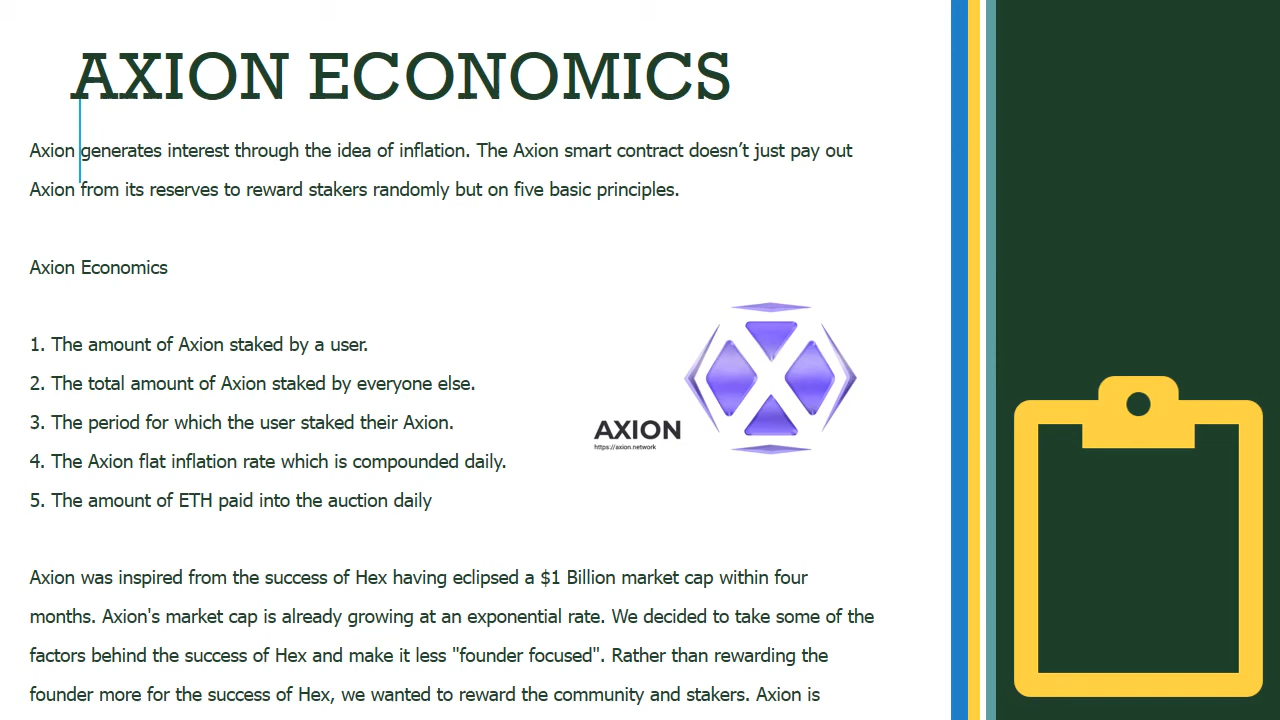 AXION ECONOMICS
Axion generates interest through the idea of inflation. The Axion smart contract doesn’t just pay out
Axion from its reserves to reward stakers randomly but on five basic principles.
Axion Economics
1. The amount of Axion staked by a user.
2. The total amount of Axion staked by everyone else.
3. The period for which the user staked their Axion.
4. The Axion flat inflation rate which is compounded daily.
5. The amount of ETH paid into the auction daily
AXION
https://axion.network
Axion was inspired from the success of Hex having eclipsed a $1 Billion market cap within four
months. Axion's market cap is already growing at an exponential rate. We decided to take some of the
factors behind the success of Hex and make it less "founder focused". Rather than rewarding the
founder more for the success of Hex, we wanted to reward the community and stakers. Axion is